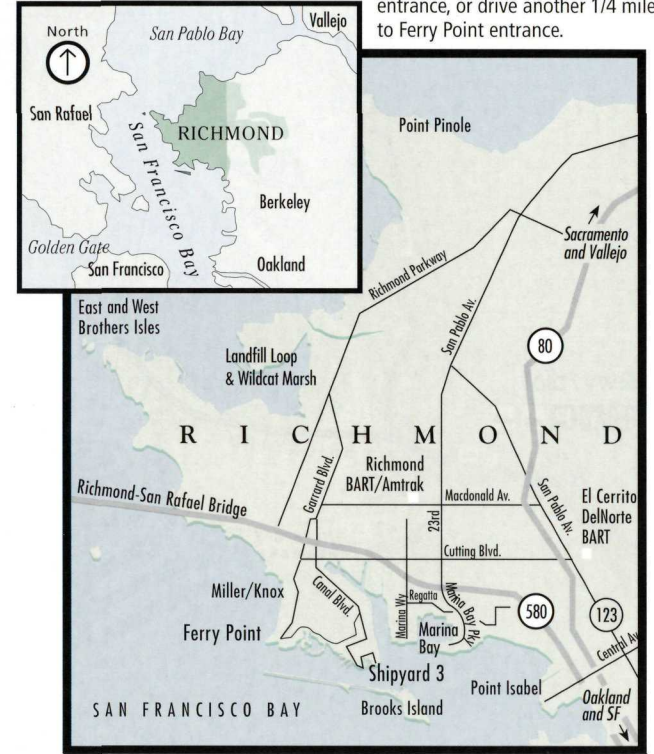 entrance, or drive another 1/4 mile
to Ferry Point entrance.
North
San Pablo Bay
Vallejo
San Rafael
RICHMOND
San Francisco Bay
Berkeley
Golden Gate
San Francisco
Oakland
Point Pinole
Sacramento
and Vallejo
Richmond Parkway
San Pablo Av.
East and West
Brothers Isles
80
Landfill Loop
& Wildcat Marsh
RICHMOND
Garrard Blvd.
Richmond
BART/Amtrak
Richmond-San Rafael Bridge
Macdonald Av.
San Pablo Av.
El Cerrito
DelNorte
BART
23rd
Cutting Blvd.
Miller/Knox
Canal Blvd.
Marina Wy
Regatta
Marina Bay Pky
580
123
Ferry Point
Marina
Bay
Central Av
Shipyard 3
Point Isabel
Oakland
and SF
SAN FRANCISCO BAY
Brooks Island